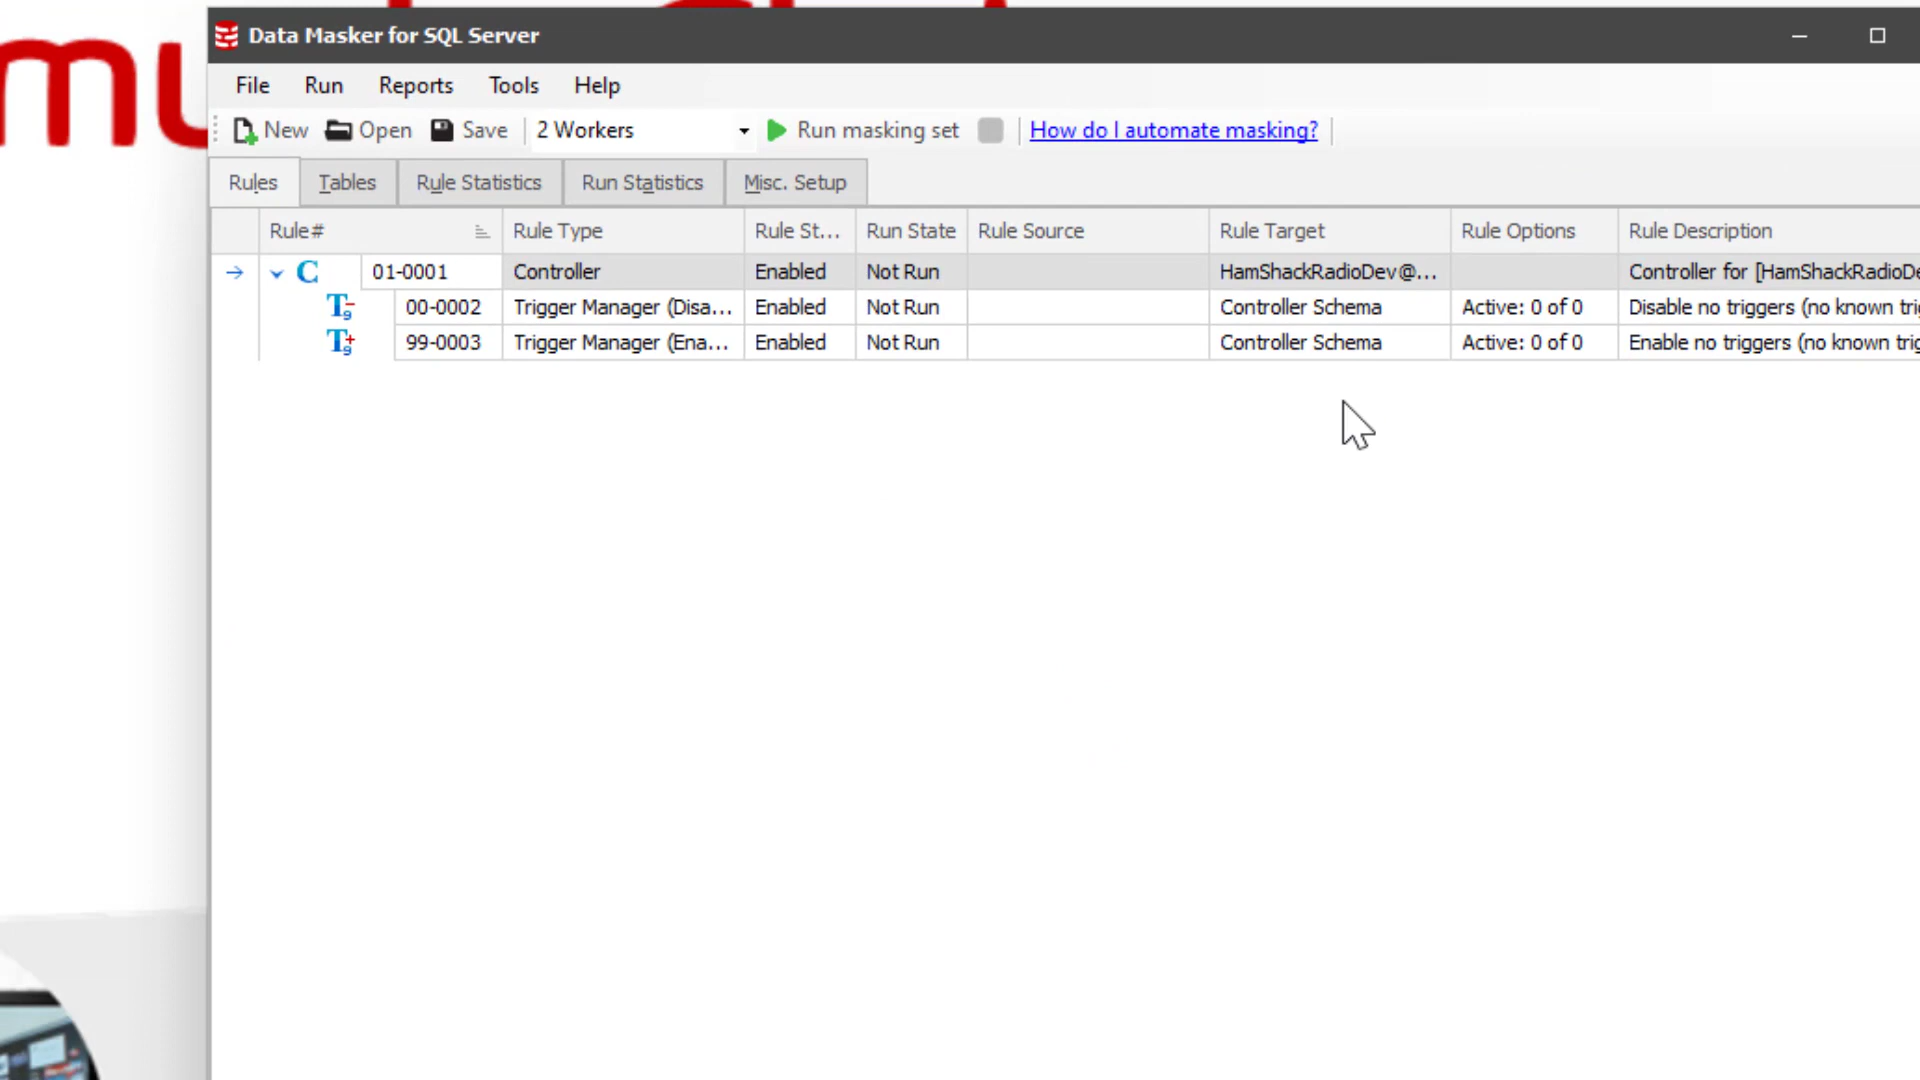 Data Masker for SQL Server
File Run Reports Tools Help
New Open Save 2 Workers Run masking set How do I automate masking?
Rules Tables Rule Statistics Run Statistics Misc. Setup
Rule# Rule Type Rule St... Run State Rule Source Rule Target Rule Options Rule Description
C 01-0001 Controller Enabled Not Run HamShackRadioDev@... Controller for [HamShackRadioDe
00-0002 Trigger Manager (Disa... Enabled Not Run Controller Schema Active: 0 of 0 Disable no triggers (no known tri
99-0003 Trigger Manager (Ena... Enabled Not Run Controller Schema Active: 0 of 0 Enable no triggers (no known trig